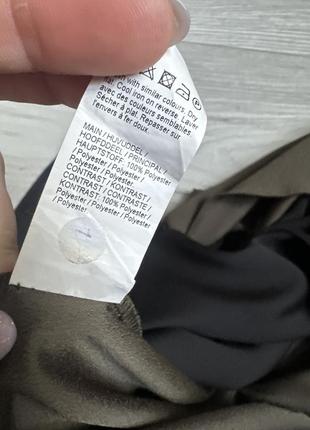 with similar colours. Dry
flat. Cool iron on reverse. Laver
avec des couleurs semblables.
Sécher à plat. Repasser sur
l'envers à fer doux.
MAIN / HUVUDDEL /
HOOFDDEEL / PRINCIPAL /
HAUPTSTOFF: 100% Polyester
/ Polyester / Polyester /
Polyester / Polyester
CONTRAST, KONTRAST /
CONTRAST / CONTRASTE /
KONTRAST: 100% Polyester /
Polyester / Polyester /
Polyester / Polyester